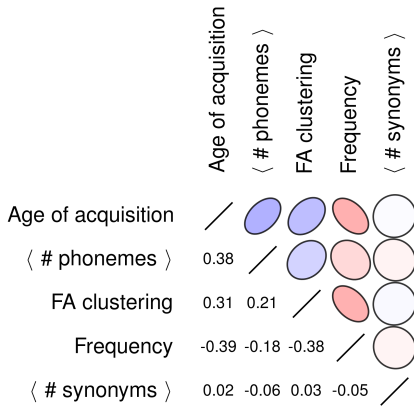 Age of acquisition
⟨ # phonemes ⟩
FA clustering
Frequency
⟨ # synonyms ⟩
Age of acquisition
⟨ # phonemes ⟩ 0.38
FA clustering 0.31 0.21
Frequency -0.39 -0.18 -0.38
⟨ # synonyms ⟩ 0.02 -0.06 0.03 -0.05